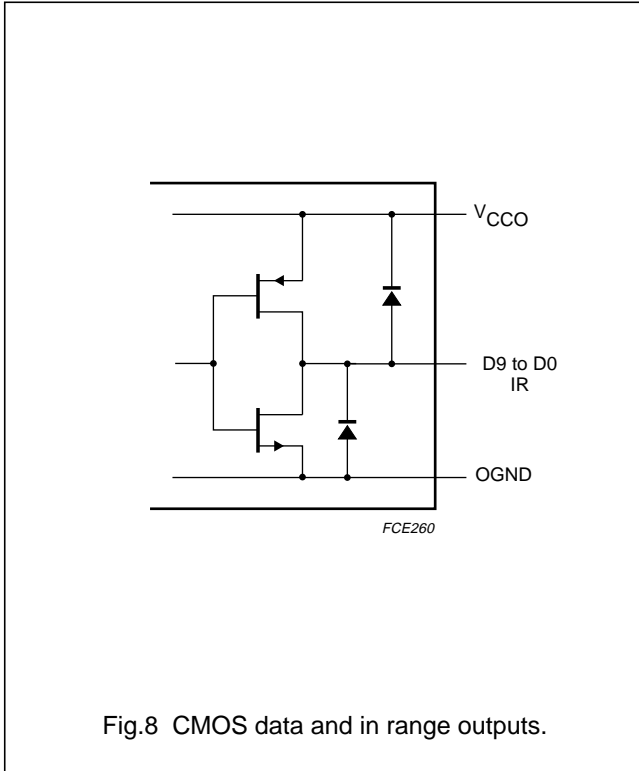 VCCO
D9 to D0
IR
OGND
FCE260
Fig.8 CMOS data and in range outputs.